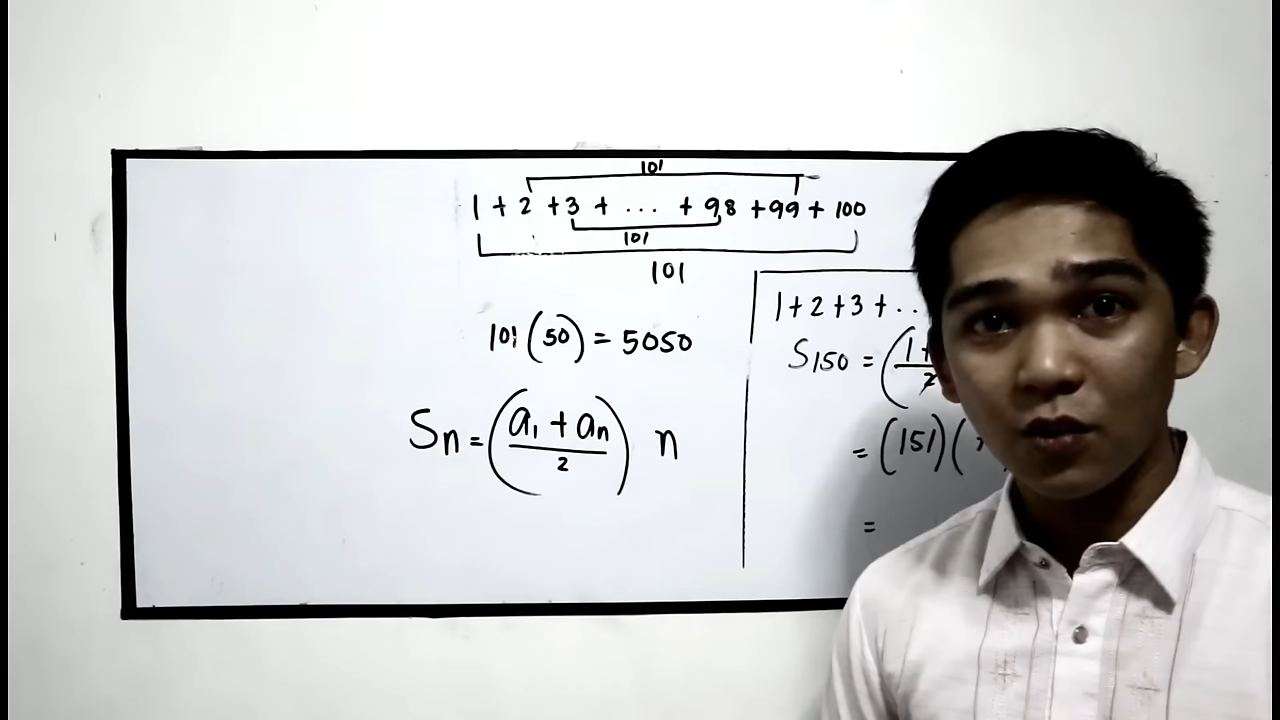 101
1 + 2 + 3 + ... + 98 + 99 + 100
101
101
101 (50) = 5050
Sn = (a1 + an / 2) n
1 + 2 + 3 + ..
S150 = (1 +
2
= (151) (
=